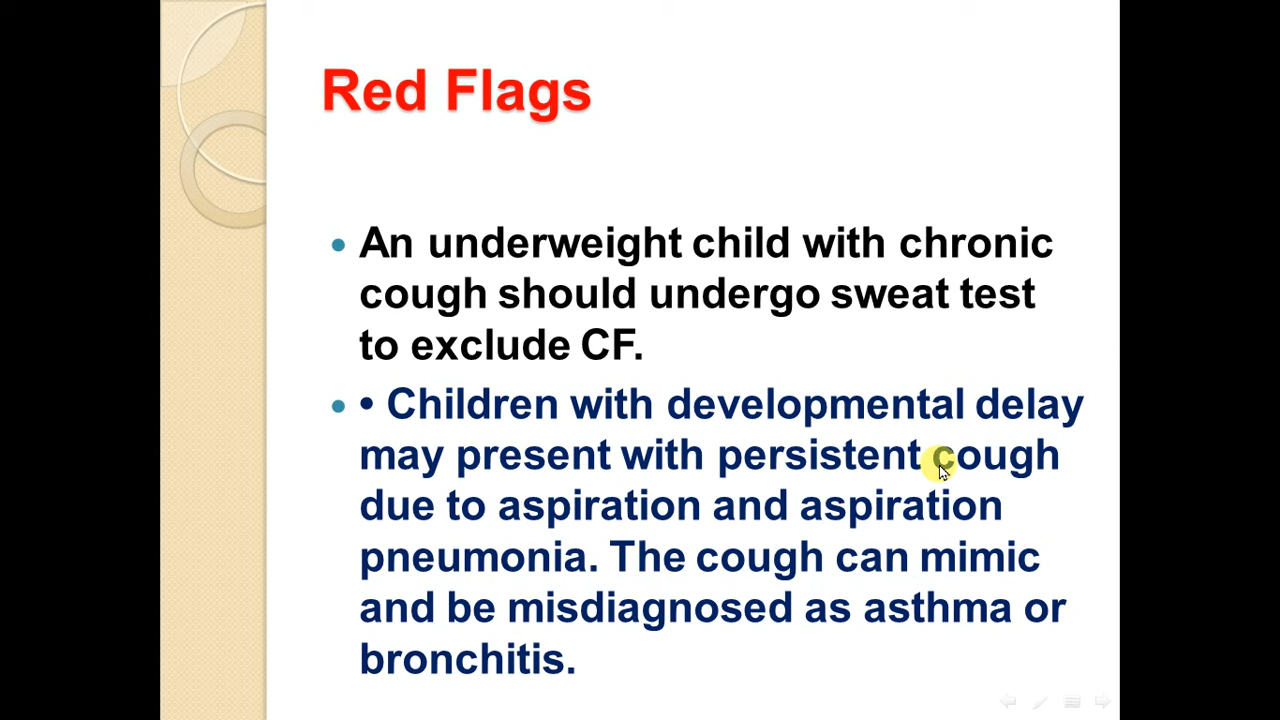 Red Flags
• An underweight child with chronic
cough should undergo sweat test
to exclude CF.
• • Children with developmental delay
may present with persistent cough
due to aspiration and aspiration
pneumonia. The cough can mimic
and be misdiagnosed as asthma or
bronchitis.